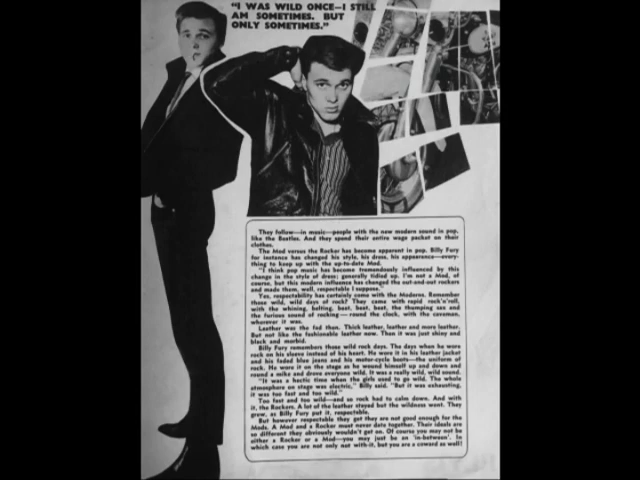 "I WAS WILD ONCE—I STILL
AM SOMETIMES. BUT
ONLY SOMETIMES."
They follow—in music—people with the new modern sound in pop,
like the Beatles. And they spend their entire wage packet on their
clothes.
The Mod versus the Rocker has become apparent in pop. Billy Fury
for instance has changed his style, his dress, his appearance—every-
thing to keep up with the up-to-date Mod.
"I think pop music has become tremendously influenced by this
change in the style of dress: generally tidied up. I'm not a Mod, of
course, but this modern influence has changed the out-and-out rockers
and made them, well, respectable I suppose."
Yes, respectability has certainly come with the Moderns. Remember
those wild, wild days of rock? They came with rapid rock'n'roll,
with the whining, belting, beat, beat, beat, the thumping sax and
the furious sound of rocking—round the clock, with the caveman,
wherever it was.
Leather was the fad then. Thick leather, leather and more leather.
But not like the fashionable leather now. Then it was just shiny and
black and morbid.
Billy Fury remembers those wild rock days. The days when he wore
rock on his sleeve instead of his heart. He wore it in his leather jacket
and his faded blue jeans and his motor-cycle boots—the uniform of
rock. He wore it on the stage as he wound himself up and down and
round a mike and drove everyone wild. It was a really wild, wild sound.
"It was a hectic time when the girls used to go wild. The whole
atmosphere on stage was electric," Billy said. "But it was exhausting,
it was too fast and too wild."
Too fast and too wild—and so rock had to calm down. And with
it, the Rockers. A lot of the leather stayed but the wildness went. They
grew, as Billy Fury put it, respectable.
But however respectable they get they are not good enough for the
Mods. A Mod and a Rocker must never date together. Their ideals are
so different they obviously wouldn't get on. Of course you may not be
either a Rocker or a Mod—you may just be an 'in-between'. In
which case you are not only not with-it, but you are a coward as well!